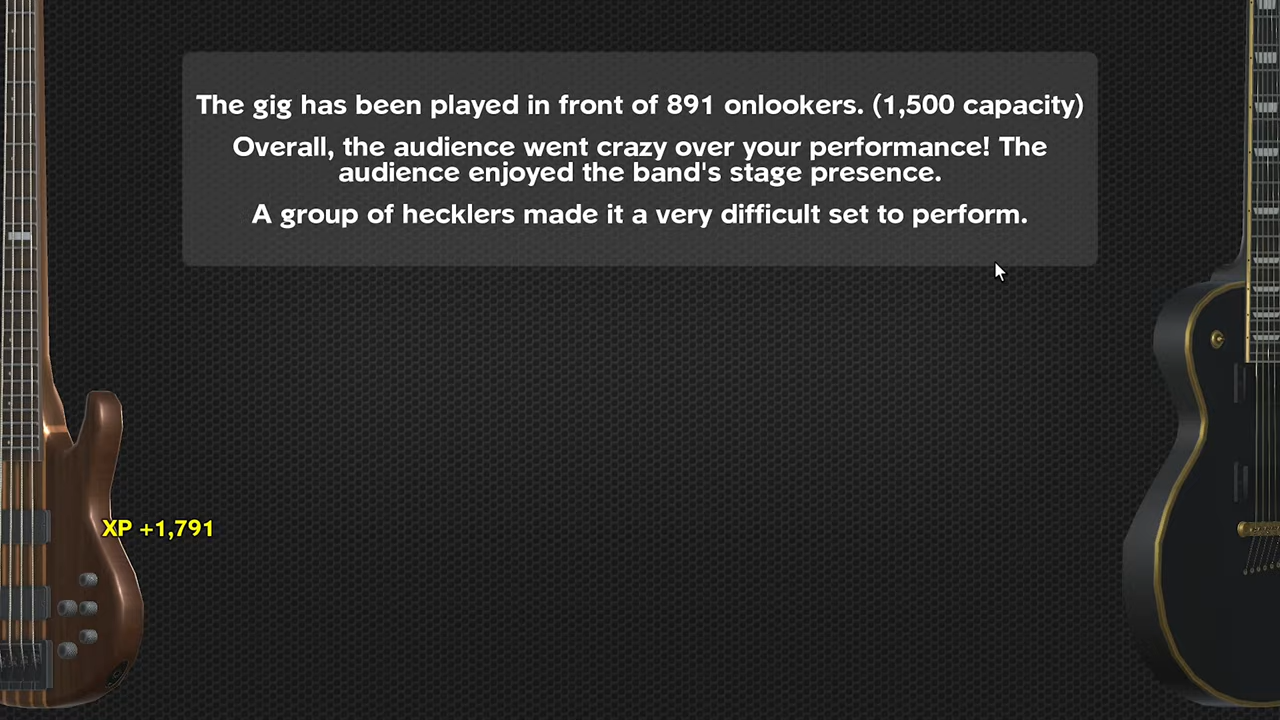 The gig has been played in front of 891 onlookers. (1,500 capacity)
Overall, the audience went crazy over your performance! The
audience enjoyed the band's stage presence.
A group of hecklers made it a very difficult set to perform.
XP +1,791